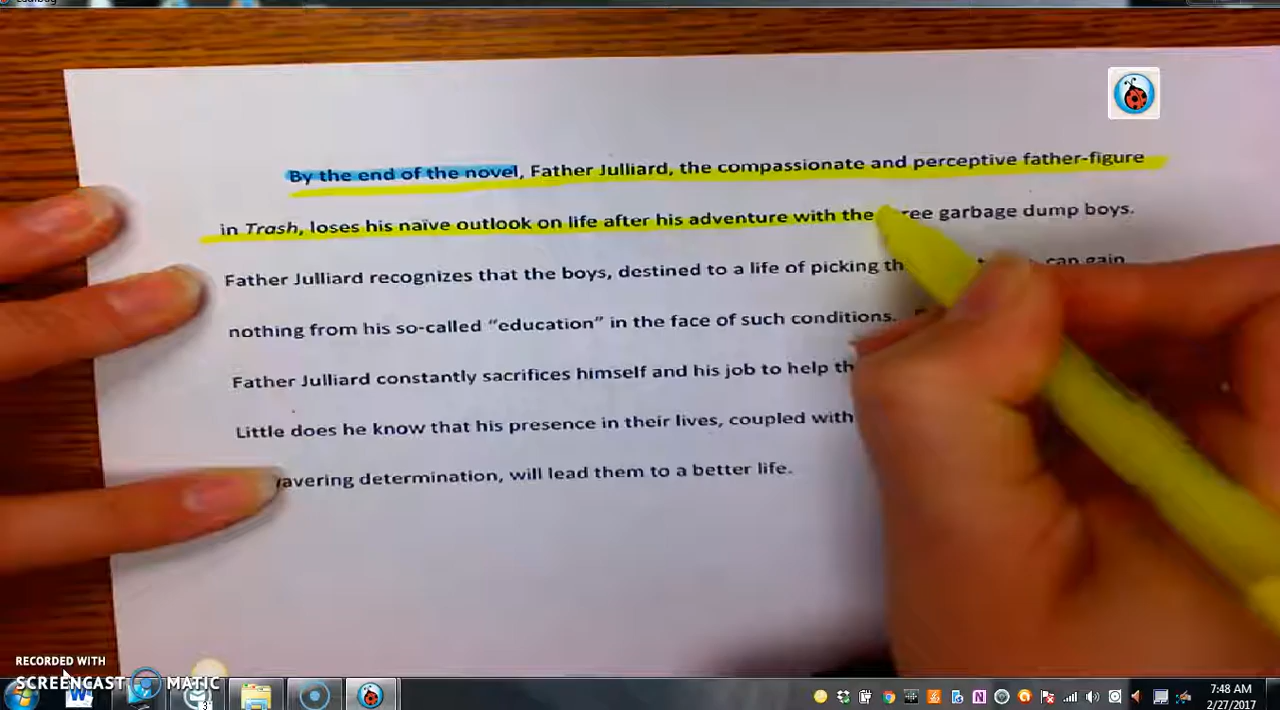 By the end of the novel, Father Julliard, the compassionate and perceptive father-figure
in Trash, loses his naïve outlook on life after his adventure with the garbage dump boys.
Father Julliard recognizes that the boys, destined to a life of picking can gain
nothing from his so-called “education” in the face of such conditions.
Father Julliard constantly sacrifices himself and his job to help
Little does he know that his presence in their lives, coupled with
determination, will lead them to a better life.
RECORDED WITH
SCREENCAST MATIC
7:48 AM
2/27/2017